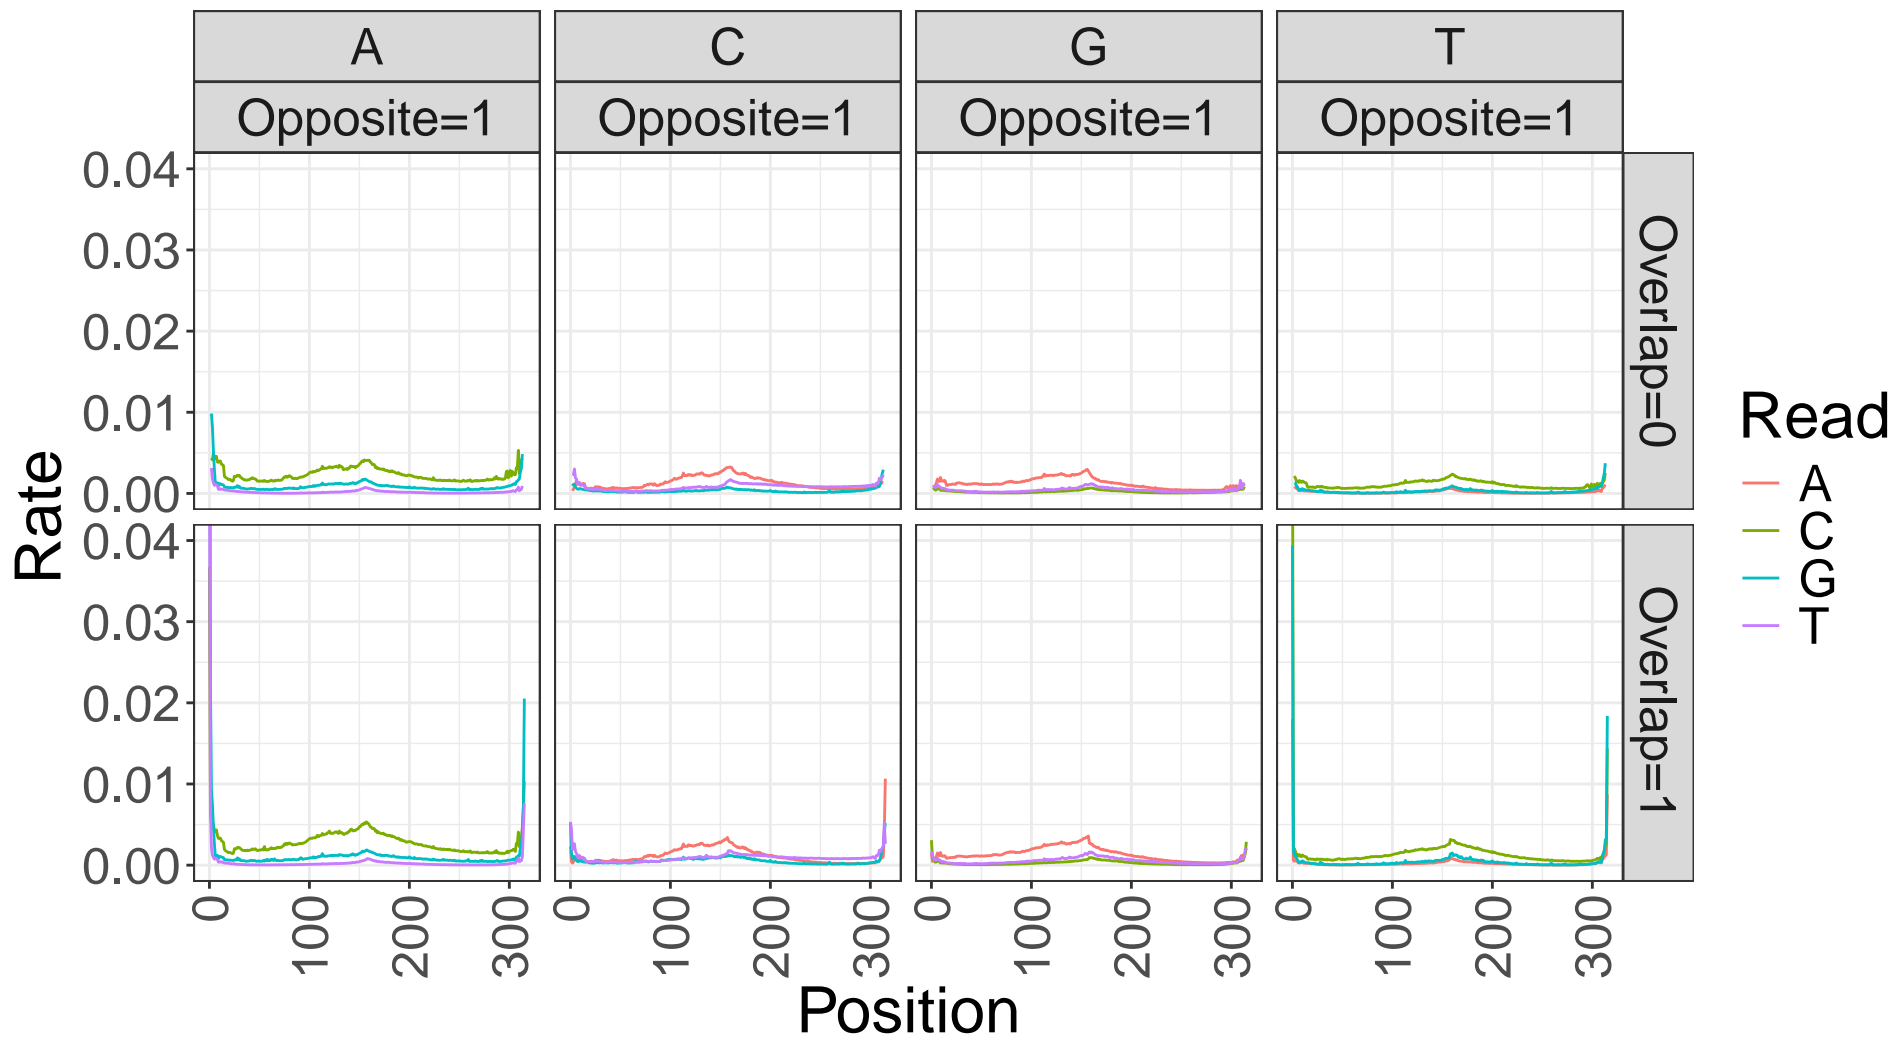 A C G T
Opposite=1 Opposite=1 Opposite=1 Opposite=1
0.04
0.03
0.02
0.01
0.00
Overlap=0
0.04
0.03
0.02
0.01
0.00
Overlap=1
Rate
0 100 200 300 0 100 200 300 0 100 200 300 0 100 200 300
Position
Read
A
C
G
T